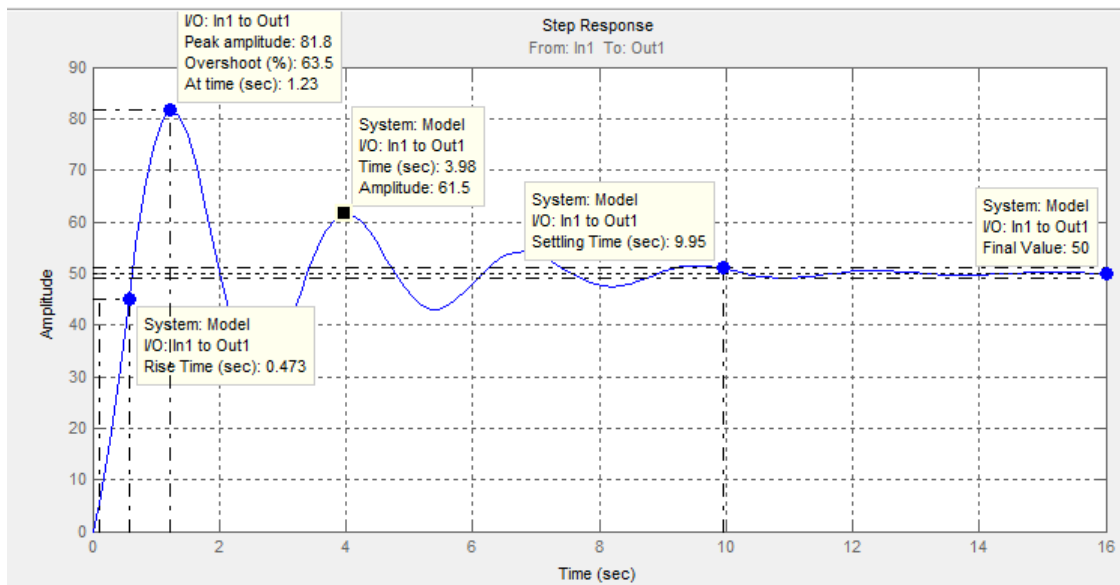 I/O: In1 to Out1
Peak amplitude: 81.8
Overshoot (%): 63.5
At time (sec): 1.23
Step Response
From: In1 To: Out1
System: Model
I/O: In1 to Out1
Time (sec): 3.98
Amplitude: 61.5
System: Model
I/O: In1 to Out1
Settling Time (sec): 9.95
System: Model
I/O: In1 to Out1
Final Value: 50
System: Model
I/O: In1 to Out1
Rise Time (sec): 0.473
Amplitude
90
80
70
60
50
40
30
20
10
0
0 2 4 6 8 10 12 14 16
Time (sec)